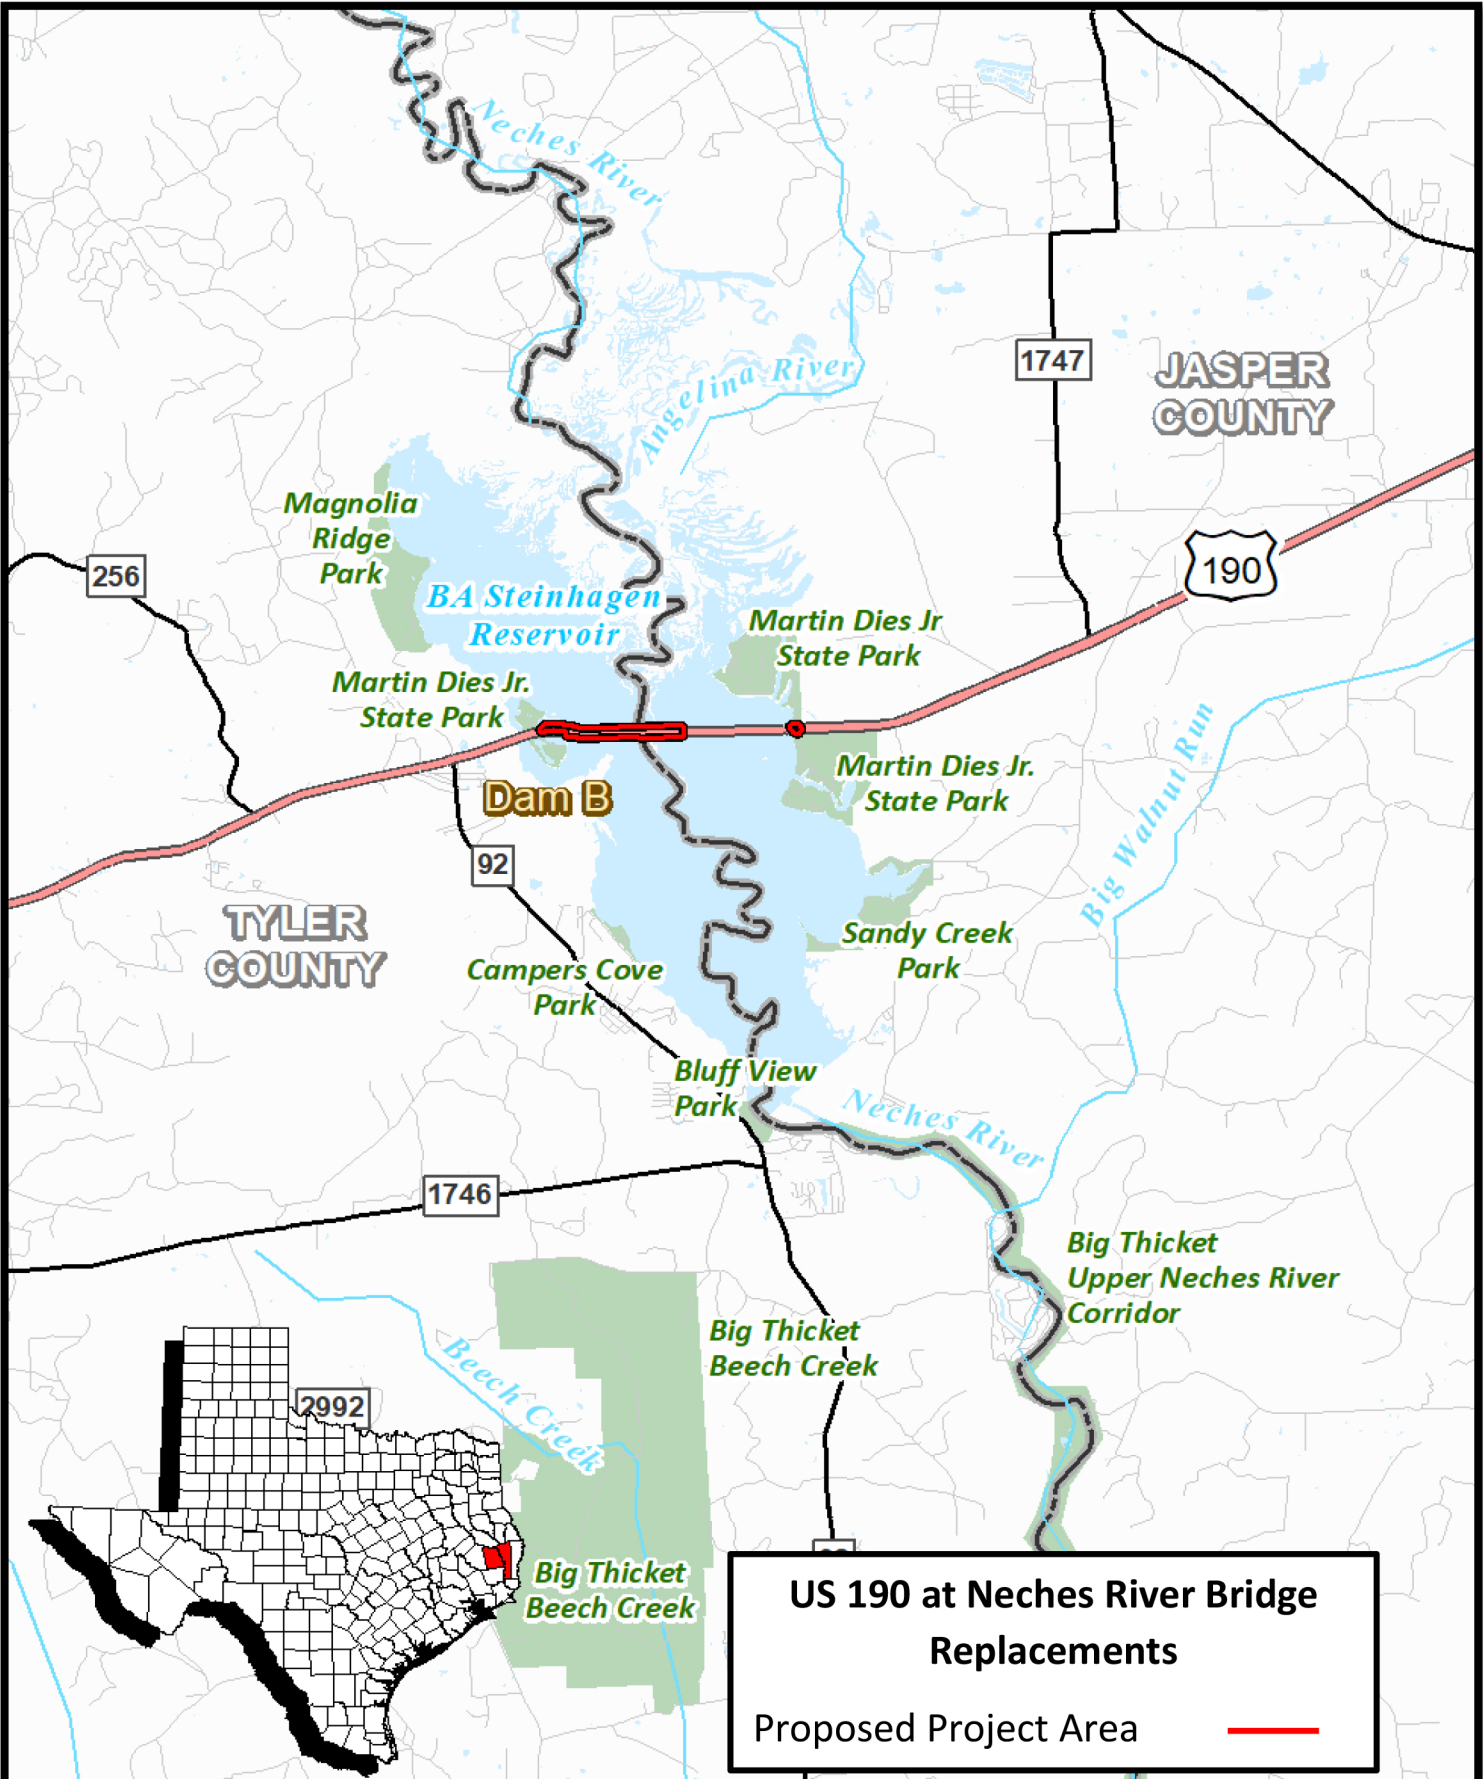 Neches River
Angelina River
1747
JASPER
COUNTY
Magnolia
Ridge
Park
190
256
BA Steinhagen
Reservoir
Martin Dies Jr
State Park
Martin Dies Jr.
State Park
Martin Dies Jr.
State Park
Dam B
Big Walnut Run
92
TYLER
COUNTY
Sandy Creek
Park
Campers Cove
Park
Bluff View
Park
Neches River
1746
Big Thicket
Upper Neches River
Corridor
Big Thicket
Beech Creek
Beech Creek
2992
Big Thicket
Beech Creek
US 190 at Neches River Bridge
Replacements
Proposed Project Area